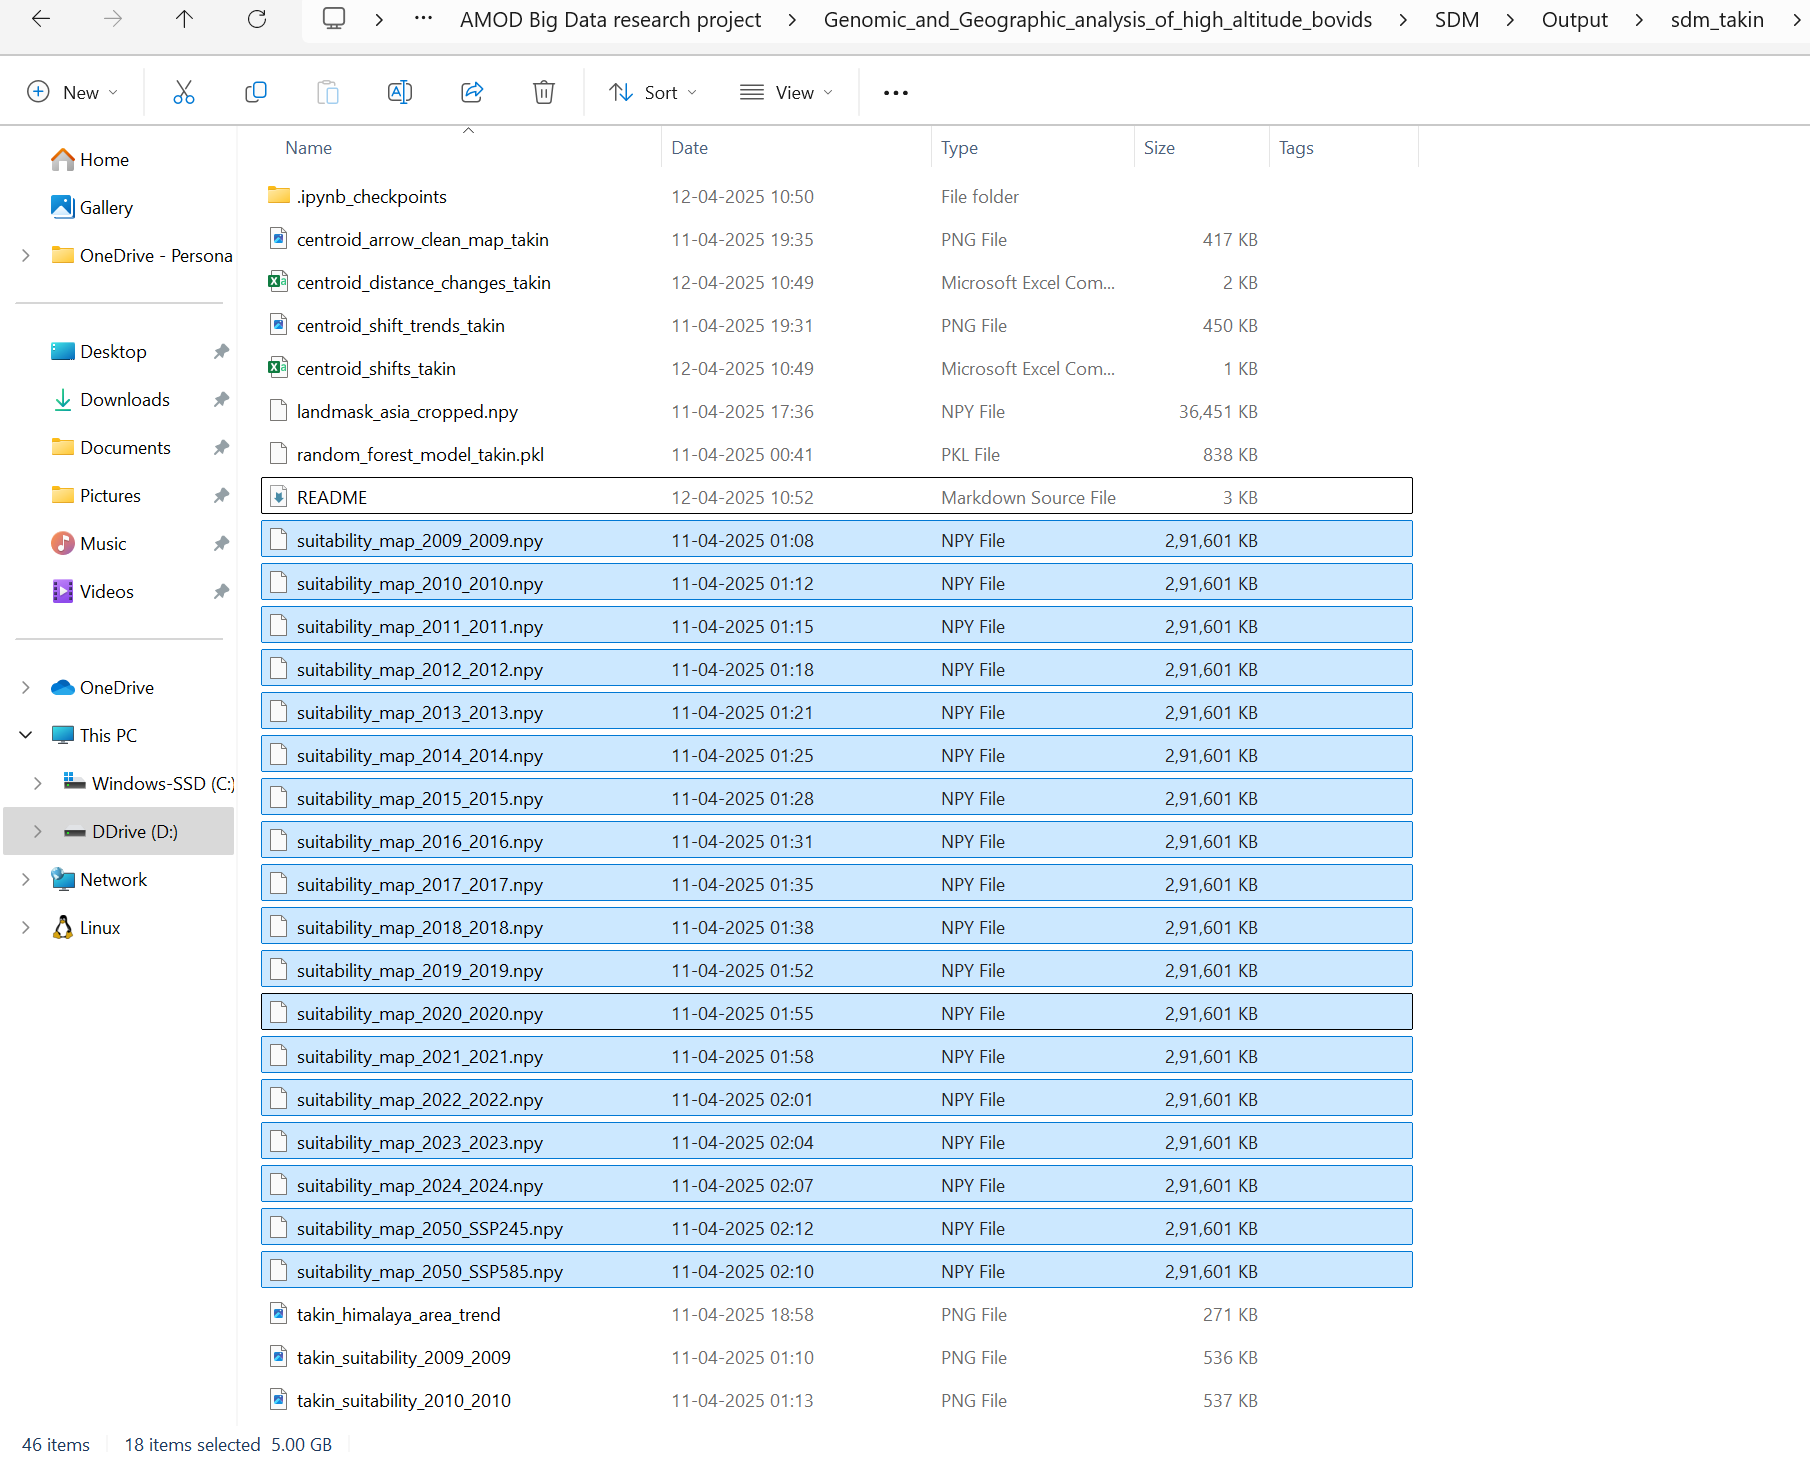 AMOD Big Data research project > Genomic_and_Geographic_analysis_of_high_altitude_bovids > SDM > Output > sdm_takin >
New Sort View
Home
Gallery
OneDrive - Persona
Desktop
Downloads
Documents
Pictures
Music
Videos
OneDrive
This PC
Windows-SSD (C:)
DDrive (D:)
Network
Linux
Name Date Type Size Tags
.ipynb_checkpoints 12-04-2025 10:50 File folder
centroid_arrow_clean_map_takin 11-04-2025 19:35 PNG File 417 KB
centroid_distance_changes_takin 12-04-2025 10:49 Microsoft Excel Com... 2 KB
centroid_shift_trends_takin 11-04-2025 19:31 PNG File 450 KB
centroid_shifts_takin 12-04-2025 10:49 Microsoft Excel Com... 1 KB
landmask_asia_cropped.npy 11-04-2025 17:36 NPY File 36,451 KB
random_forest_model_takin.pkl 11-04-2025 00:41 PKL File 838 KB
README 12-04-2025 10:52 Markdown Source File 3 KB
suitability_map_2009_2009.npy 11-04-2025 01:08 NPY File 2,91,601 KB
suitability_map_2010_2010.npy 11-04-2025 01:12 NPY File 2,91,601 KB
suitability_map_2011_2011.npy 11-04-2025 01:15 NPY File 2,91,601 KB
suitability_map_2012_2012.npy 11-04-2025 01:18 NPY File 2,91,601 KB
suitability_map_2013_2013.npy 11-04-2025 01:21 NPY File 2,91,601 KB
suitability_map_2014_2014.npy 11-04-2025 01:25 NPY File 2,91,601 KB
suitability_map_2015_2015.npy 11-04-2025 01:28 NPY File 2,91,601 KB
suitability_map_2016_2016.npy 11-04-2025 01:31 NPY File 2,91,601 KB
suitability_map_2017_2017.npy 11-04-2025 01:35 NPY File 2,91,601 KB
suitability_map_2018_2018.npy 11-04-2025 01:38 NPY File 2,91,601 KB
suitability_map_2019_2019.npy 11-04-2025 01:52 NPY File 2,91,601 KB
suitability_map_2020_2020.npy 11-04-2025 01:55 NPY File 2,91,601 KB
suitability_map_2021_2021.npy 11-04-2025 01:58 NPY File 2,91,601 KB
suitability_map_2022_2022.npy 11-04-2025 02:01 NPY File 2,91,601 KB
suitability_map_2023_2023.npy 11-04-2025 02:04 NPY File 2,91,601 KB
suitability_map_2024_2024.npy 11-04-2025 02:07 NPY File 2,91,601 KB
suitability_map_2050_SSP245.npy 11-04-2025 02:12 NPY File 2,91,601 KB
suitability_map_2050_SSP585.npy 11-04-2025 02:10 NPY File 2,91,601 KB
takin_himalaya_area_trend 11-04-2025 18:58 PNG File 271 KB
takin_suitability_2009_2009 11-04-2025 01:10 PNG File 536 KB
takin_suitability_2010_2010 11-04-2025 01:13 PNG File 537 KB
46 items 18 items selected 5.00 GB